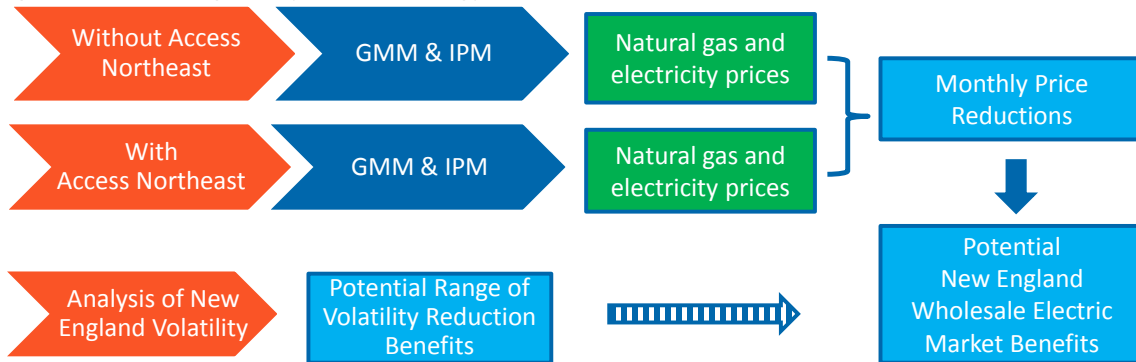 Without Access
Northeast
GMM & IPM
Natural gas and
electricity prices
Monthly Price
Reductions
With
Access Northeast
GMM & IPM
Natural gas and
electricity prices
Analysis of New
England Volatility
Potential Range of
Volatility Reduction
Benefits
Potential
New England
Wholesale Electric
Market Benefits